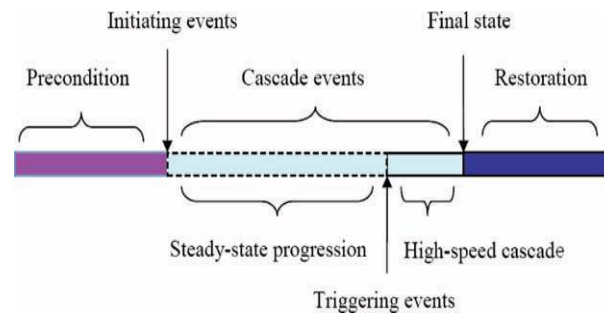 Initiating events
Final state
Precondition
Cascade events
Restoration
Steady-state progression
High-speed cascade
Triggering events